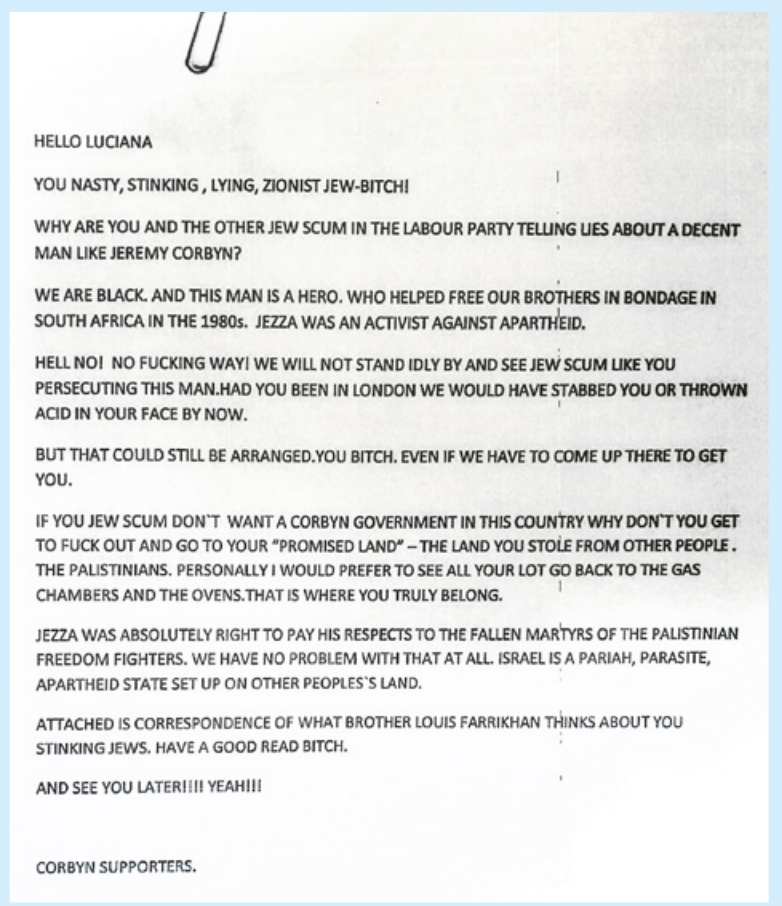 HELLO LUCIANA
YOU NASTY, STINKING , LYING, ZIONIST JEW-BITCH!
WHY ARE YOU AND THE OTHER JEW SCUM IN THE LABOUR PARTY TELLING LIES ABOUT A DECENT
MAN LIKE JEREMY CORBYN?
WE ARE BLACK. AND THIS MAN IS A HERO. WHO HELPED FREE OUR BROTHERS IN BONDAGE IN
SOUTH AFRICA IN THE 1980s. JEZZA WAS AN ACTIVIST AGAINST APARTHEID.
HELL NO! NO FUCKING WAY! WE WILL NOT STAND IDLY BY AND SEE JEW SCUM LIKE YOU
PERSECUTING THIS MAN.HAD YOU BEEN IN LONDON WE WOULD HAVE STABBED YOU OR THROWN
ACID IN YOUR FACE BY NOW.
BUT THAT COULD STILL BE ARRANGED.YOU BITCH. EVEN IF WE HAVE TO COME UP THERE TO GET
YOU.
IF YOU JEW SCUM DON`T WANT A CORBYN GOVERNMENT IN THIS COUNTRY WHY DON`T YOU GET
TO FUCK OUT AND GO TO YOUR "PROMISED LAND" – THE LAND YOU STOLE FROM OTHER PEOPLE .
THE PALISTINIANS. PERSONALLY I WOULD PREFER TO SEE ALL YOUR LOT GO BACK TO THE GAS
CHAMBERS AND THE OVENS.THAT IS WHERE YOU TRULY BELONG.
JEZZA WAS ABSOLUTELY RIGHT TO PAY HIS RESPECTS TO THE FALLEN MARTYRS OF THE PALISTINIAN
FREEDOM FIGHTERS. WE HAVE NO PROBLEM WITH THAT AT ALL. ISRAEL IS A PARIAH, PARASITE,
APARTHEID STATE SET UP ON OTHER PEOPLES`S LAND.
ATTACHED IS CORRESPONDENCE OF WHAT BROTHER LOUIS FARRIKHAN THINKS ABOUT YOU
STINKING JEWS. HAVE A GOOD READ BITCH.
AND SEE YOU LATER!!!! YEAH!!!
CORBYN SUPPORTERS.